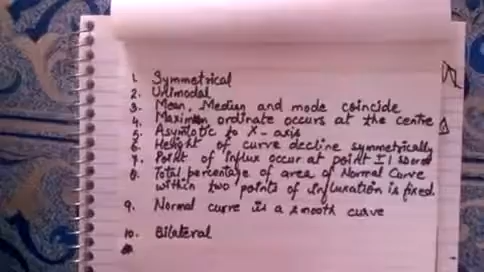 1. Symmetrical
2. Unimodal
3. Mean, Median and mode coincide
4. Maximum ordinate occurs at the centre
5. Asymtotic to X-axis
6. Height of curve decline symmetrically
7. Point of influx occur at point ±1
8. Total percentage of area of Normal Curve
within two points of influxation is fixed.
9. Normal curve is a smooth curve
10. Bilateral